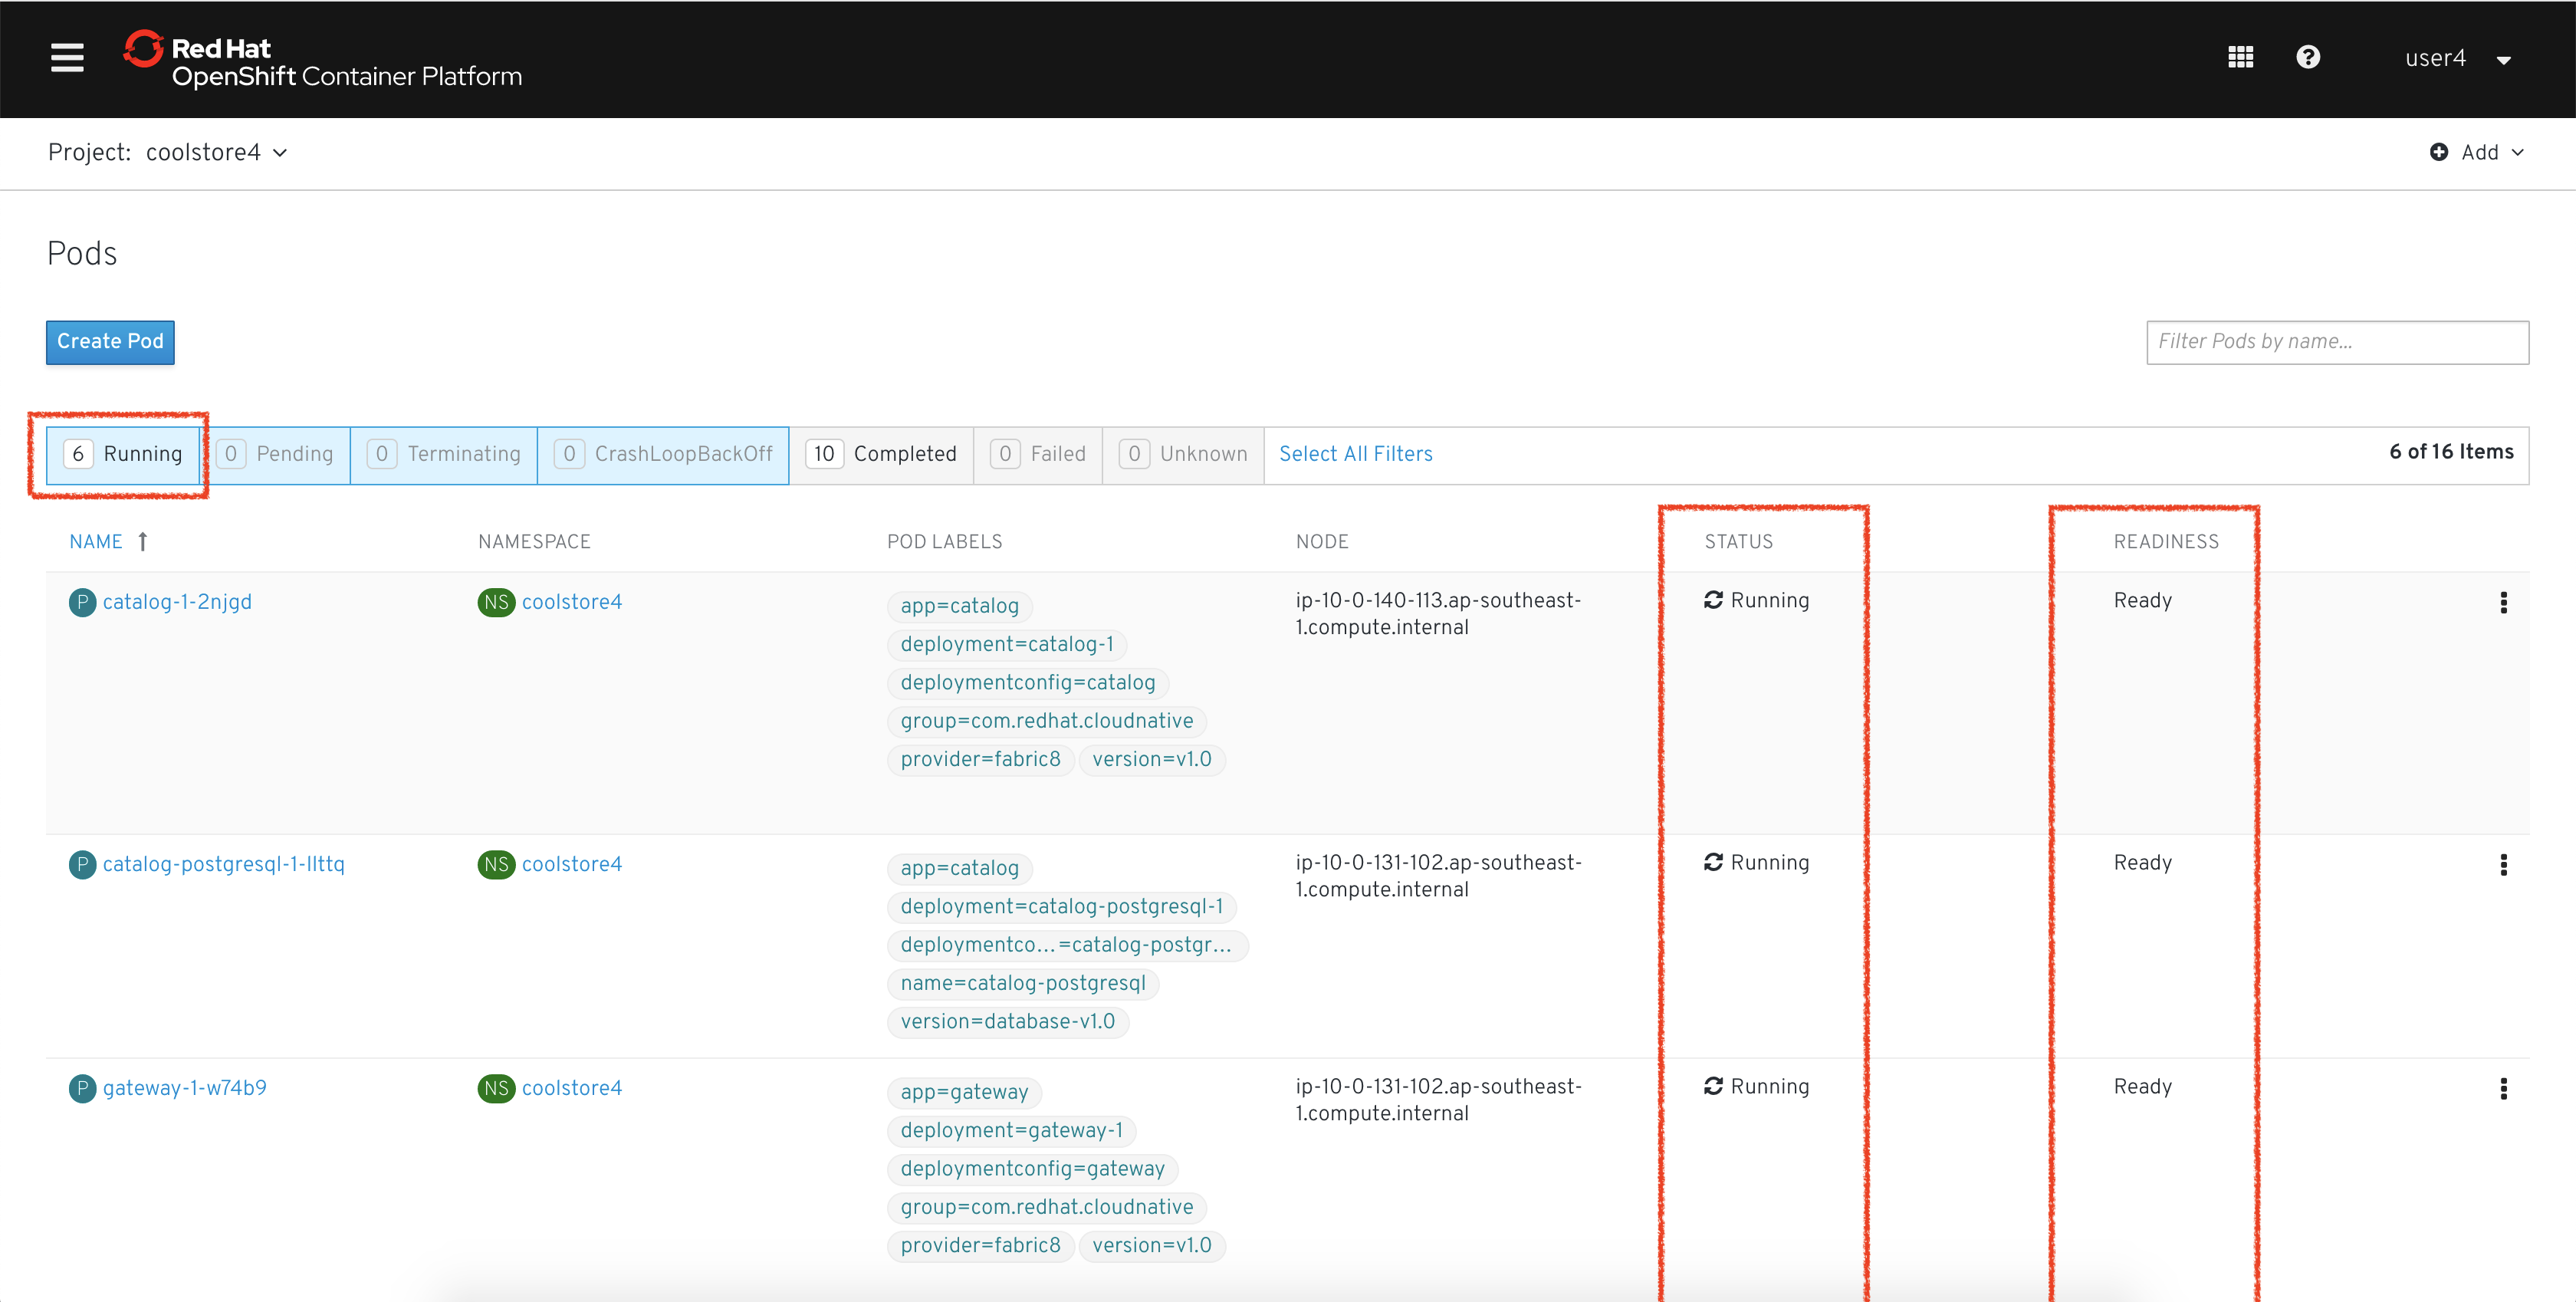 Red Hat
OpenShift Container Platform
user4
Project: coolstore4
Add
Pods
Create Pod
Filter Pods by name...
6 Running 0 Pending 0 Terminating 0 CrashLoopBackOff 10 Completed 0 Failed 0 Unknown Select All Filters 6 of 16 Items
NAME NAMESPACE POD LABELS NODE STATUS READINESS
P catalog-1-2njgd NS coolstore4 app=catalog ip-10-0-140-113.ap-southeast- Running Ready
1.compute.internal
deployment=catalog-1
deploymentconfig=catalog
group=com.redhat.cloudnative
provider=fabric8 version=v1.0
P catalog-postgresql-1-llttq NS coolstore4 app=catalog ip-10-0-131-102.ap-southeast- Running Ready
1.compute.internal
deployment=catalog-postgresql-1
deploymentco...=catalog-postgr...
name=catalog-postgresql
version=database-v1.0
P gateway-1-w74b9 NS coolstore4 app=gateway ip-10-0-131-102.ap-southeast- Running Ready
1.compute.internal
deployment=gateway-1
deploymentconfig=gateway
group=com.redhat.cloudnative
provider=fabric8 version=v1.0